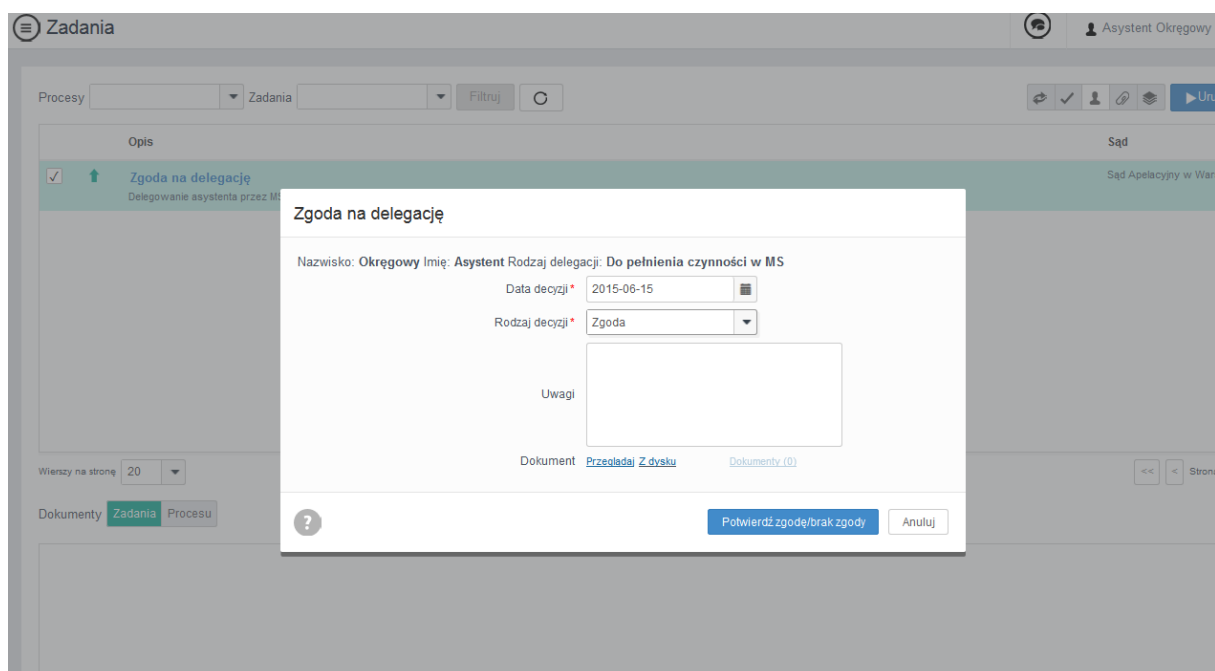 Zadania
Asystent Okręgowy
Procesy Zadania Filtruj
Opis Sąd
Zgoda na delegację Sąd Apelacyjny w War
Delegowanie asystenta przez
Zgoda na delegację
Nazwisko: Okręgowy Imię: Asystent Rodzaj delegacji: Do pełnienia czynności w MS
Data decyzji* 2015-06-15
Rodzaj decyzji* Zgoda
Uwagi
Dokument Przeglądaj Z dysku Dokumenty (0)
Wierszy na stronę 20 << < Stron
Dokumenty Zadania Procesu
? Potwierdź zgodę/brak zgody Anuluj